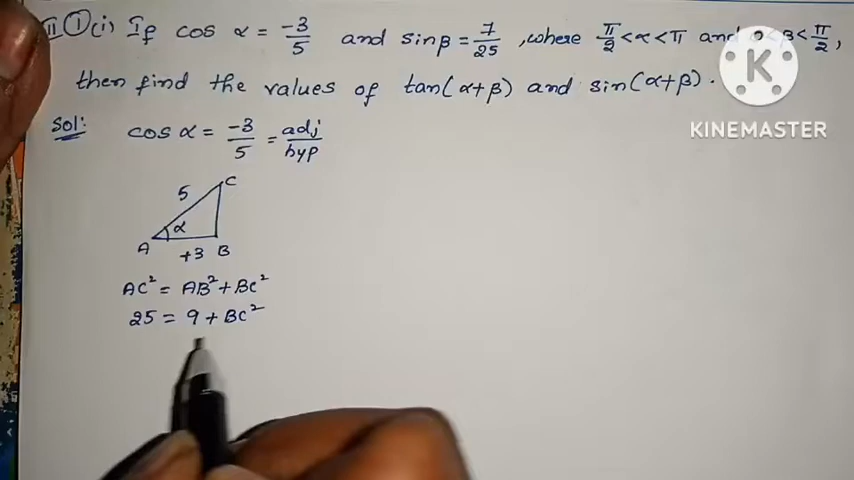 II ① (i) If cos α = -3/5 and sinβ = 7/25 , where π/2 < α < π and 0 < β < π/2 ,
then find the values of tan(α+β) and sin(α+β).
K
KINEMASTER
Sol:
cos α = -3/5 = adj/hyp
5
C
α
A
+3
B
AC² = AB² + BC²
25 = 9 + BC²